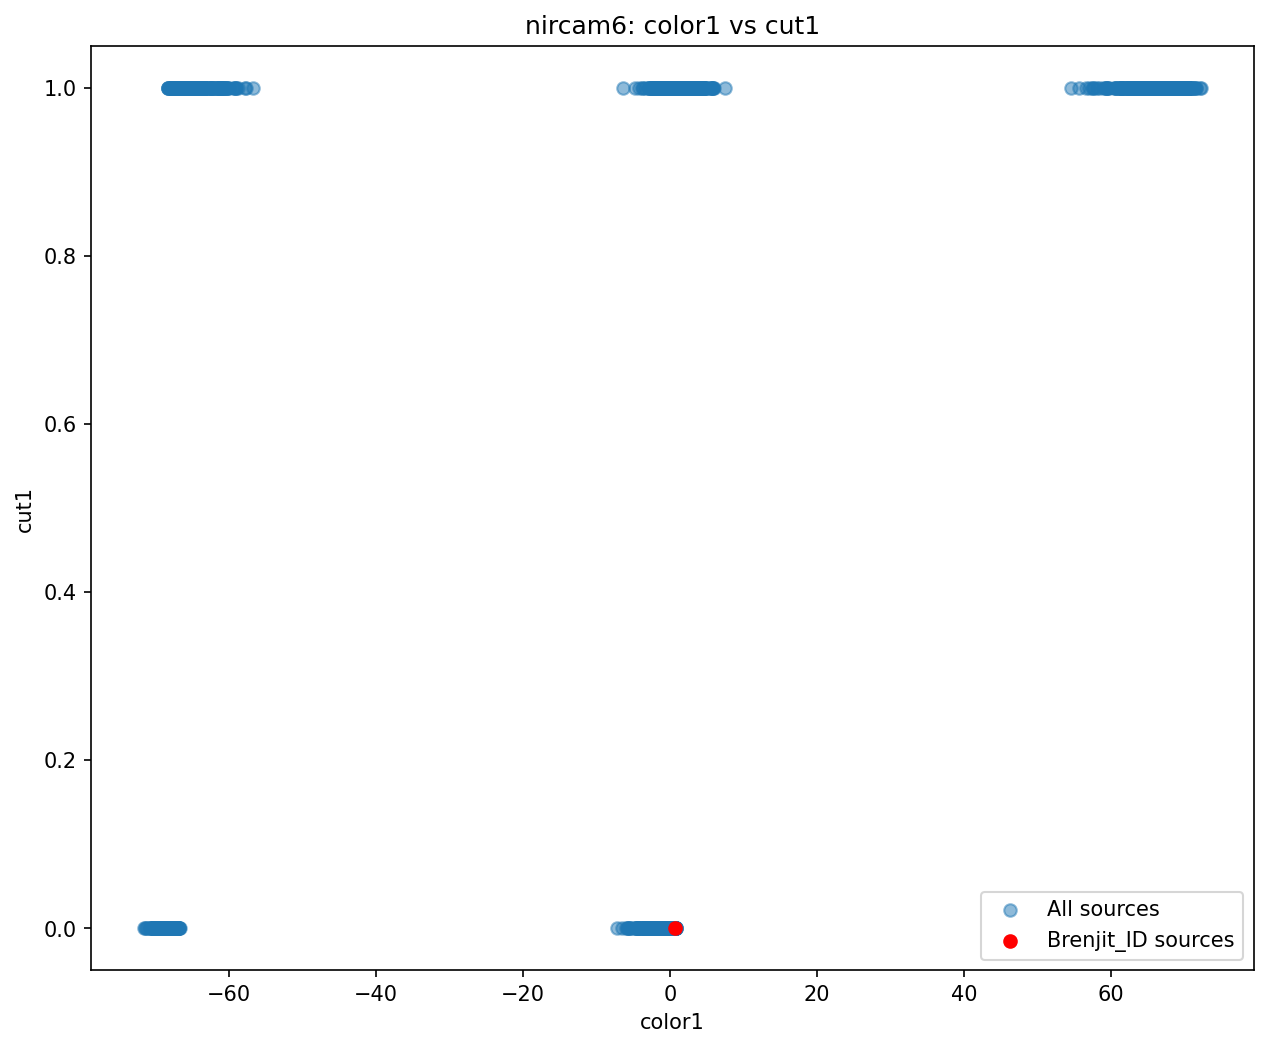 nircam6: color1 vs cut1
1.0
0.8
0.6
0.4
0.2
0.0
cut1
−60
−40
−20
0
20
40
60
color1
All sources
Brenjit_ID sources